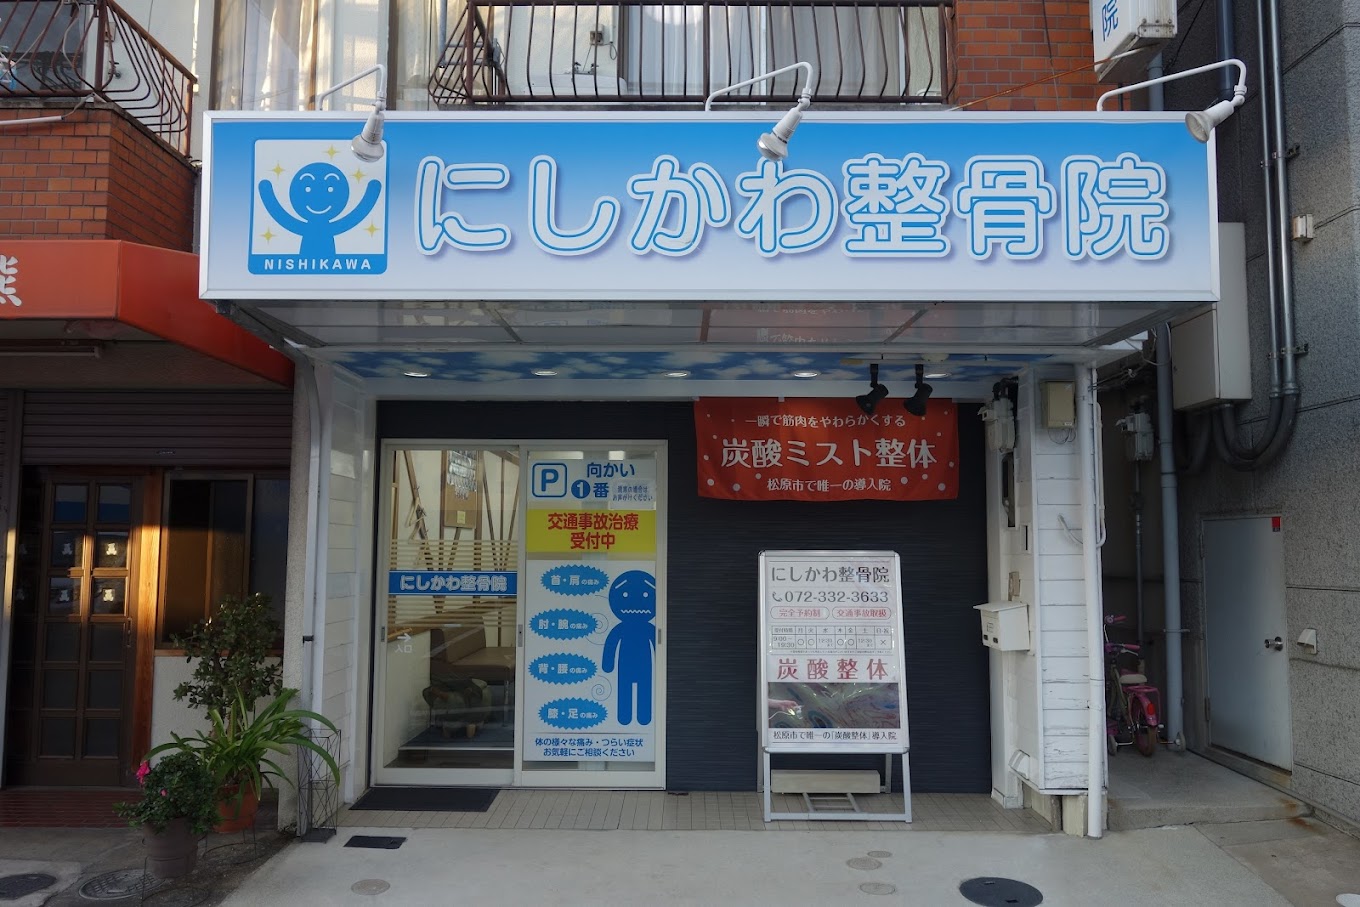 院
熊
NISHIKAWA
にしかわ整骨院
一瞬で筋肉をやわらかくする
炭酸ミスト整体
松原市で唯一の導入院
P
向かい
1番
交通事故治療
受付中
首・肩の痛み
肘・腕の痛み
背・腰の痛み
膝・足の痛み
体の様々な痛み・つらい症状
お気軽にご相談ください
にしかわ整骨院
入口
にしかわ整骨院
072-332-3633
完全予約制
交通事故取扱
炭酸整体
松原市で唯一の「炭酸整体」導入院